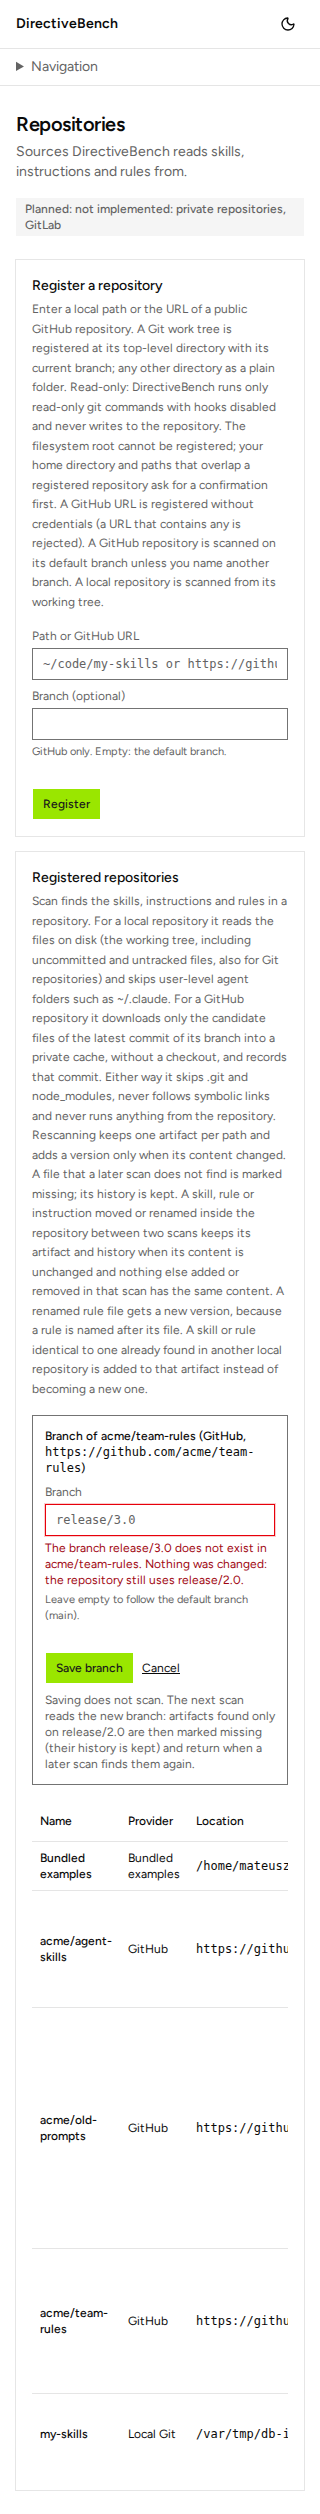 DirectiveBench
Navigation
Repositories
Sources DirectiveBench reads skills,
instructions and rules from.
Planned: not implemented: private repositories,
GitLab
Register a repository
Enter a local path or the URL of a public
GitHub repository. A Git work tree is
registered at its top-level directory with its
current branch; any other directory as a plain
folder. Read-only: DirectiveBench runs only
read-only git commands with hooks disabled
and never writes to the repository. The
filesystem root cannot be registered; your
home directory and paths that overlap a
registered repository ask for a confirmation
first. A GitHub URL is registered without
credentials (a URL that contains any is
rejected). A GitHub repository is scanned on
its default branch unless you name another
branch. A local repository is scanned from its
working tree.
Path or GitHub URL
~/code/my-skills or https://githu
Branch (optional)
GitHub only. Empty: the default branch.
Register
Registered repositories
Scan finds the skills, instructions and rules in a
repository. For a local repository it reads the
files on disk (the working tree, including
uncommitted and untracked files, also for Git
repositories) and skips user-level agent
folders such as ~/.claude. For a GitHub
repository it downloads only the candidate
files of the latest commit of its branch into a
private cache, without a checkout, and records
that commit. Either way it skips .git and
node_modules, never follows symbolic links
and never runs anything from the repository.
Rescanning keeps one artifact per path and
adds a version only when its content changed.
A file that a later scan does not find is marked
missing; its history is kept. A skill, rule or
instruction moved or renamed inside the
repository between two scans keeps its
artifact and history when its content is
unchanged and nothing else added or
removed in that scan has the same content. A
renamed rule file gets a new version, because
a rule is named after its file. A skill or rule
identical to one already found in another local
repository is added to that artifact instead of
becoming a new one.
Branch of acme/team-rules (GitHub,
https://github.com/acme/team-
rules)
Branch
release/3.0
The branch release/3.0 does not exist in
acme/team-rules. Nothing was changed:
the repository still uses release/2.0.
Leave empty to follow the default branch
(main).
Save branch Cancel
Saving does not scan. The next scan
reads the new branch: artifacts found only
on release/2.0 are then marked missing
(their history is kept) and return when a
later scan finds them again.
Name Provider Location
Bundled examples Bundled examples /home/mateusz
acme/agent-skills GitHub https://githu
acme/old-prompts GitHub https://githu
acme/team-rules GitHub https://githu
my-skills Local Git /var/tmp/db-i